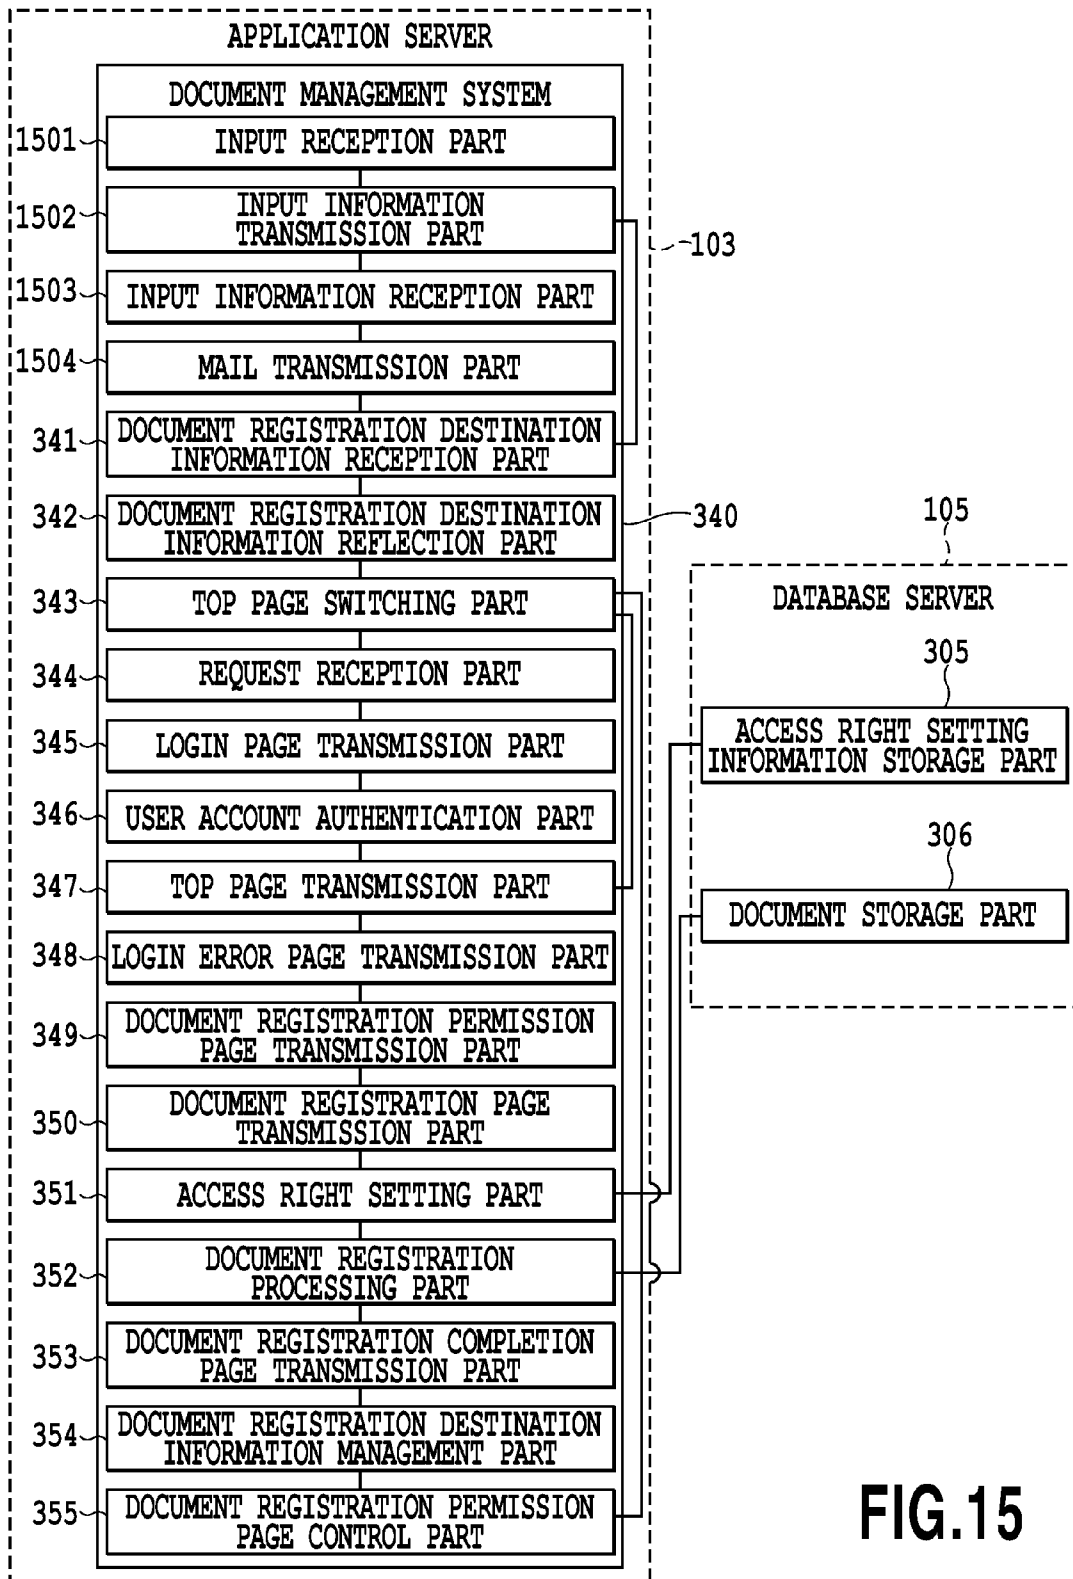 APPLICATION SERVER
DOCUMENT MANAGEMENT SYSTEM
1501
INPUT RECEPTION PART
1502
INPUT INFORMATION
TRANSMISSION PART
103
1503
INPUT INFORMATION RECEPTION PART
1504
MAIL TRANSMISSION PART
341
DOCUMENT REGISTRATION DESTINATION
INFORMATION RECEPTION PART
342
DOCUMENT REGISTRATION DESTINATION
INFORMATION REFLECTION PART
340
343
TOP PAGE SWITCHING PART
344
REQUEST RECEPTION PART
345
LOGIN PAGE TRANSMISSION PART
346
USER ACCOUNT AUTHENTICATION PART
347
TOP PAGE TRANSMISSION PART
348
LOGIN ERROR PAGE TRANSMISSION PART
349
DOCUMENT REGISTRATION PERMISSION
PAGE TRANSMISSION PART
350
DOCUMENT REGISTRATION PAGE
TRANSMISSION PART
351
ACCESS RIGHT SETTING PART
352
DOCUMENT REGISTRATION
PROCESSING PART
353
DOCUMENT REGISTRATION COMPLETION
PAGE TRANSMISSION PART
354
DOCUMENT REGISTRATION DESTINATION
INFORMATION MANAGEMENT PART
355
DOCUMENT REGISTRATION PERMISSION
PAGE CONTROL PART
105
DATABASE SERVER
305
ACCESS RIGHT SETTING
INFORMATION STORAGE PART
306
DOCUMENT STORAGE PART
FIG.15